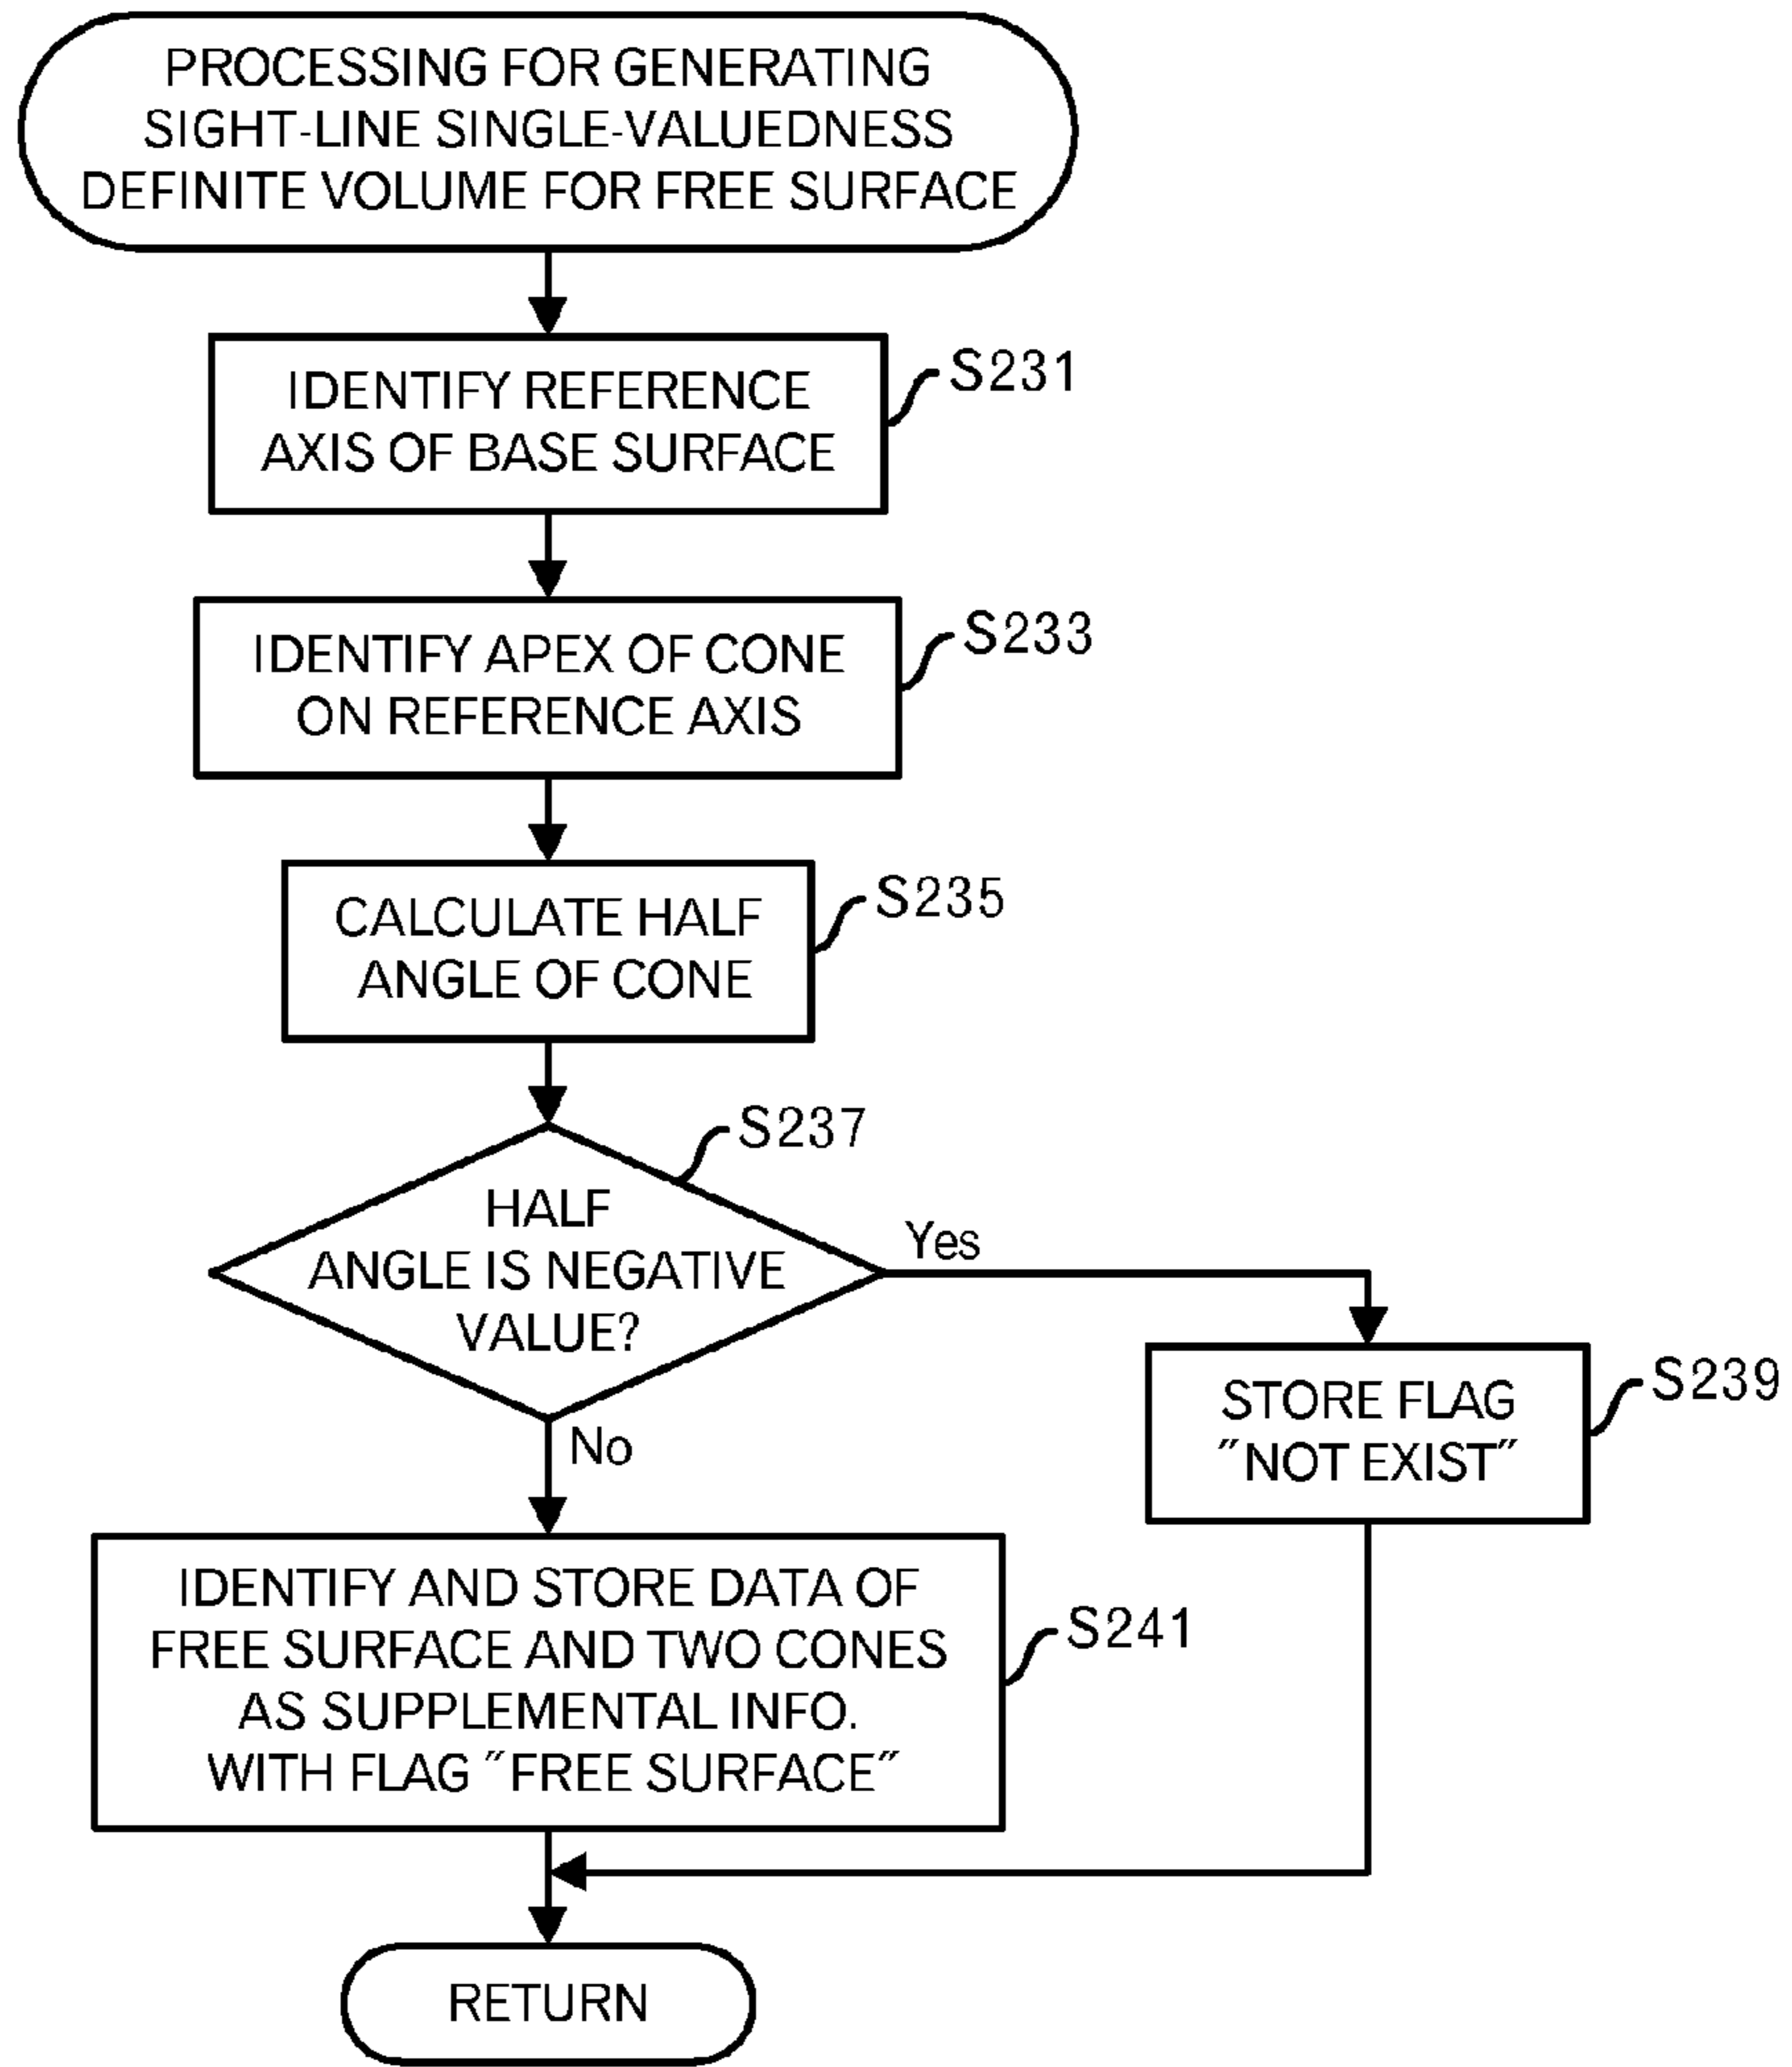 PROCESSING FOR GENERATING
SIGHT-LINE SINGLE-VALUEDNESS
DEFINITE VOLUME FOR FREE SURFACE
IDENTIFY REFERENCE
AXIS OF BASE SURFACE
S231
IDENTIFY APEX OF CONE
ON REFERENCE AXIS
S233
CALCULATE HALF
ANGLE OF CONE
S235
HALF
ANGLE IS NEGATIVE
VALUE?
S237
Yes
No
STORE FLAG
"NOT EXIST"
S239
IDENTIFY AND STORE DATA OF
FREE SURFACE AND TWO CONES
AS SUPPLEMENTAL INFO.
WITH FLAG "FREE SURFACE"
S241
RETURN